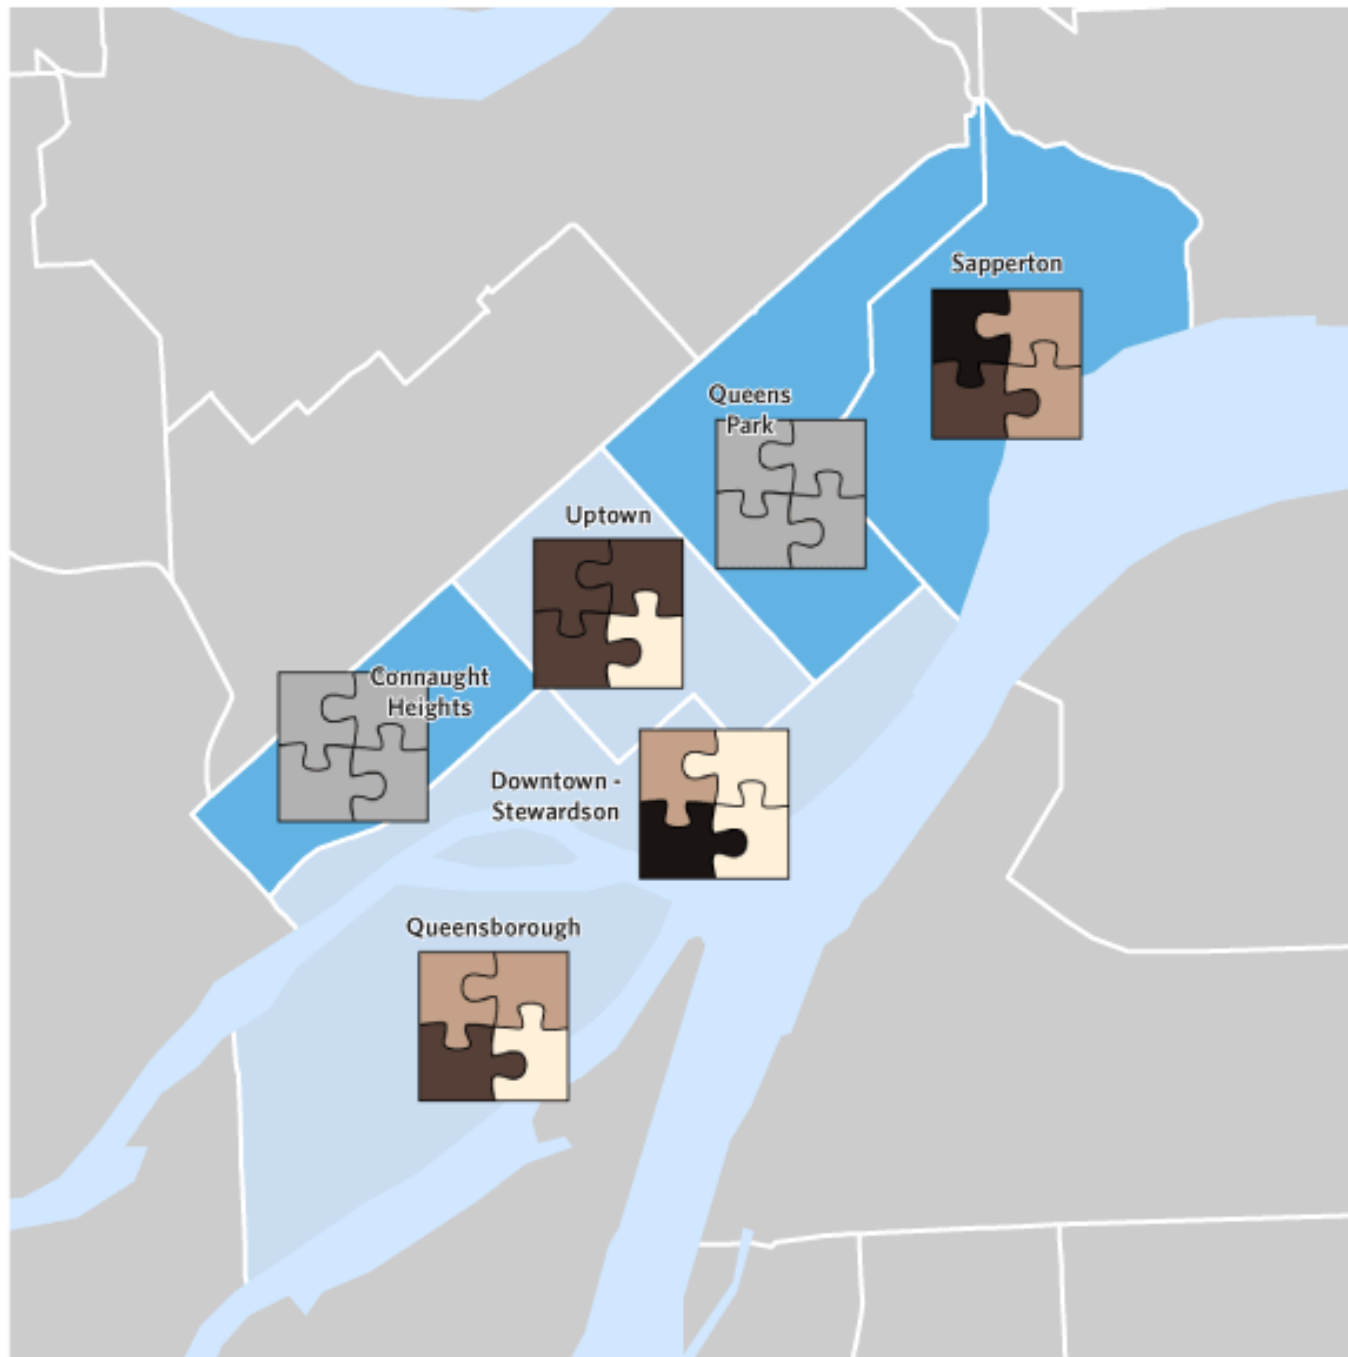 Sapperton
Queens
Park
Uptown
Connaught
Heights
Downtown -
Stewardson
Queensborough